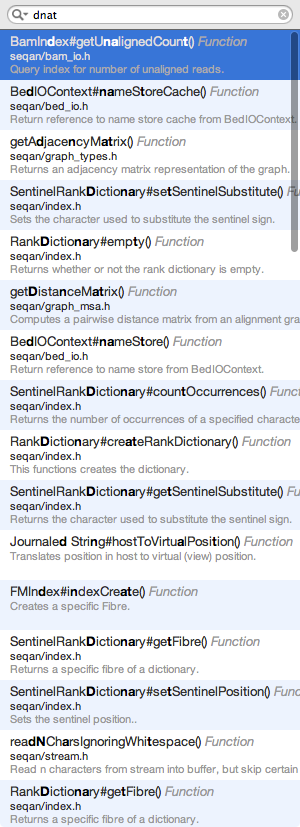 dnat
BamIndex#getUnalignedCount() Function
seqan/bam_io.h
Query index for number of unaligned reads.
BedIOContext#nameStoreCache() Function
seqan/bed_io.h
Return reference to name store cache from BedIOContext.
getAdjacencyMatrix() Function
seqan/graph_types.h
Returns an adjacency matrix representation of the graph.
SentinelRankDictionary#setSentinelSubstitute() Function
seqan/index.h
Sets the character used to substitute the sentinel sign.
RankDictionary#empty() Function
seqan/index.h
Returns whether or not the rank dictionary is empty.
getDistanceMatrix() Function
seqan/graph_msa.h
Computes a pairwise distance matrix from an alignment gra
BedIOContext#nameStore() Function
seqan/bed_io.h
Return reference to name store from BedIOContext.
SentinelRankDictionary#countOccurrences() Function
seqan/index.h
Returns the number of occurrences of a specified characte
RankDictionary#createRankDictionary() Function
seqan/index.h
This functions creates the dictionary.
SentinelRankDictionary#getSentinelSubstitute() Function
seqan/index.h
Returns the character used to substitute the sentinel sign.
Journaled String#hostToVirtualPosition() Function
Translates position in host to virtual (view) position.
FMIndex#indexCreate() Function
Creates a specific Fibre.
SentinelRankDictionary#getFibre() Function
seqan/index.h
Returns a specific fibre of a dictionary.
SentinelRankDictionary#setSentinelPosition() Function
seqan/index.h
Sets the sentinel position..
readNCharsIgnoringWhitespace() Function
seqan/stream.h
Read n characters from stream into buffer, but skip certain
RankDictionary#getFibre() Function
seqan/index.h
Returns a specific fibre of a dictionary.